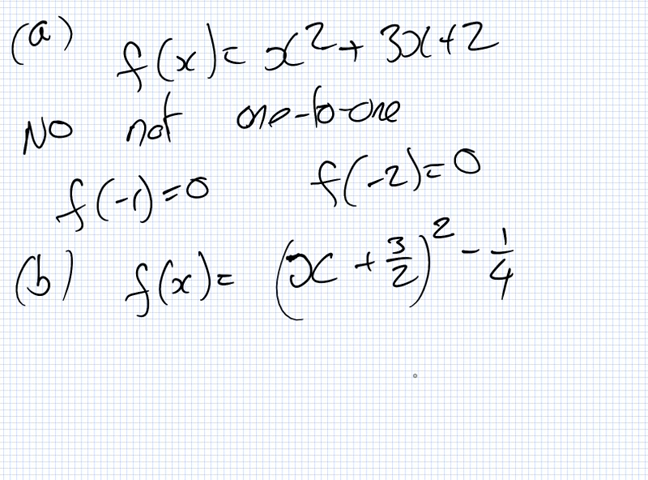 (a) f(x) = x² + 3x + 2
No not one-to-one
f(-1) = 0 f(-2) = 0
(b) f(x) = (x + 3/2)² - 1/4